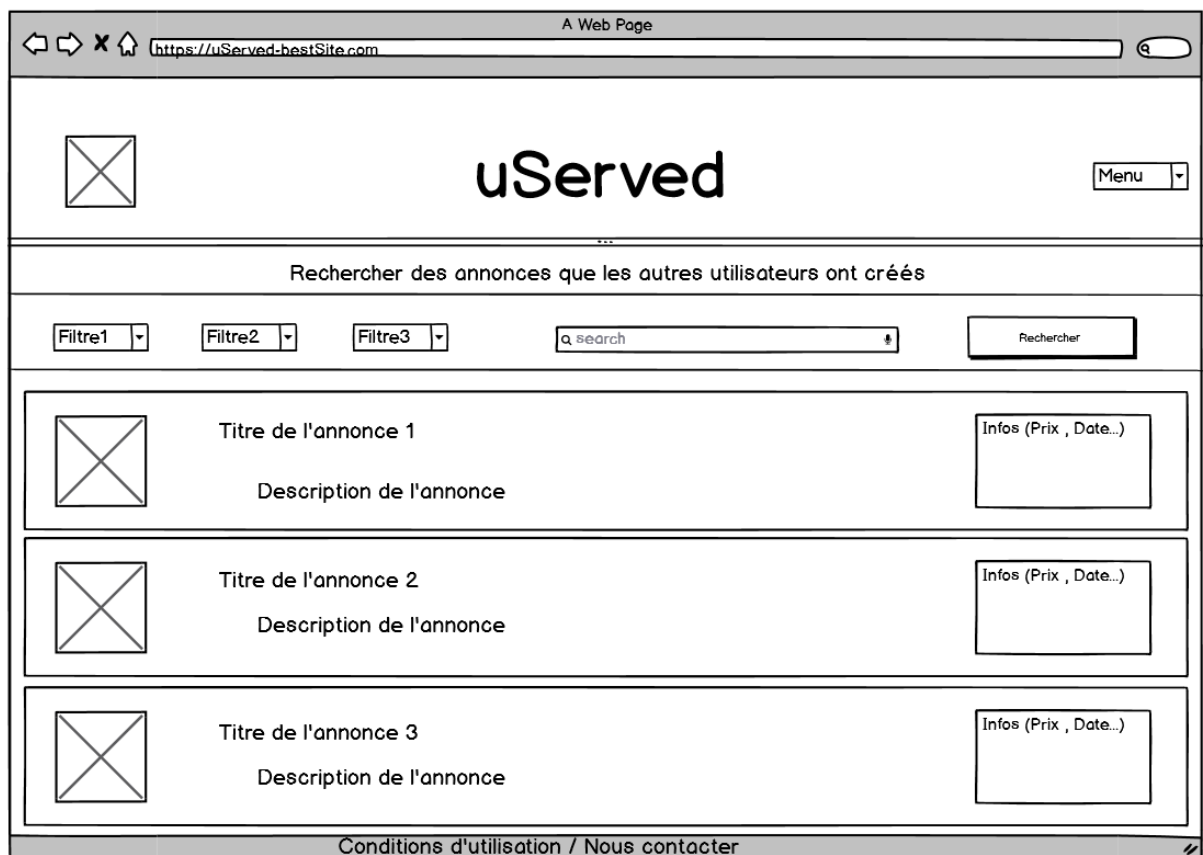 A Web Page
https://uServed-bestSite.com
uServed
Menu
Rechercher des annonces que les autres utilisateurs ont créés
Filtre1
Filtre2
Filtre3
search
Rechercher
Titre de l'annonce 1
Infos (Prix , Date...)
Description de l'annonce
Titre de l'annonce 2
Infos (Prix , Date...)
Description de l'annonce
Titre de l'annonce 3
Infos (Prix , Date...)
Description de l'annonce
Conditions d'utilisation / Nous contacter